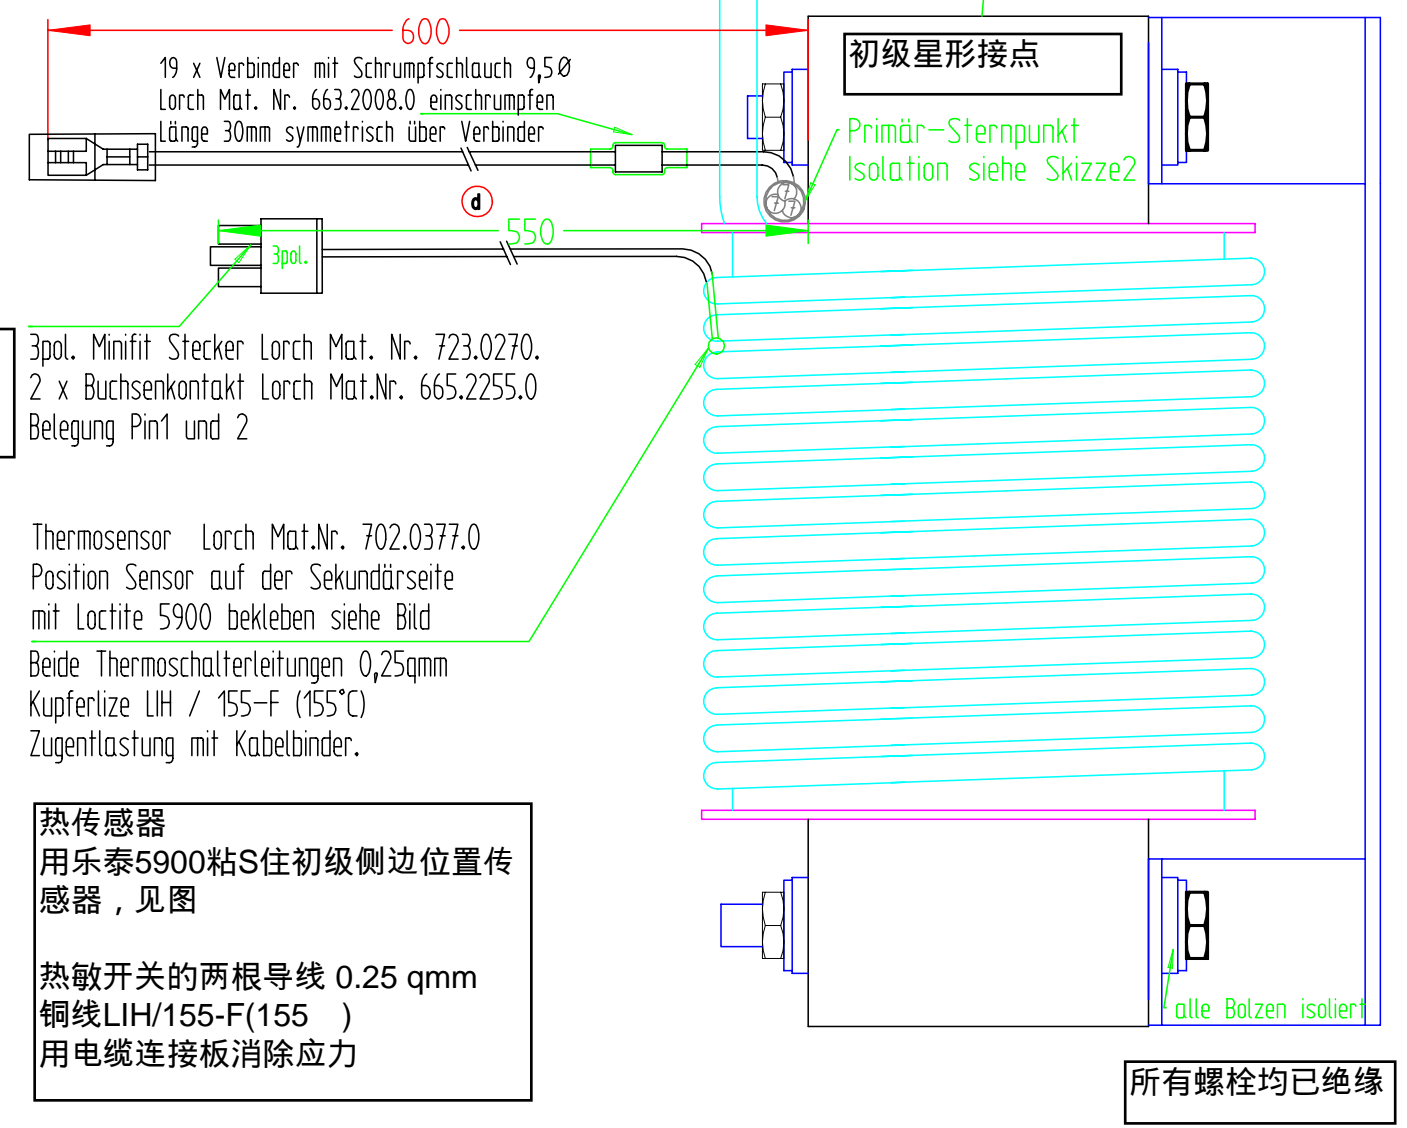 600
19 x Verbinder mit Schrumpfschlauch 9,5Ø
Lorch Mat. Nr. 663.2008.0 einschrumpfen
Länge 30mm symmetrisch über Verbinder
初级星形接点
Primär-Sternpunkt
Isolation siehe Skizze2
7
7
7
d
550
3pol.
3pol. Minifit Stecker Lorch Mat. Nr. 723.0270.
2 x Buchsenkontakt Lorch Mat.Nr. 665.2255.0
Belegung Pin1 und 2
Thermosensor Lorch Mat.Nr. 702.0377.0
Position Sensor auf der Sekundärseite
mit Loctite 5900 bekleben siehe Bild
Beide Thermoschalterleitungen 0,25qmm
Kupferlize LIH / 155-F (155°C)
Zugentlastung mit Kabelbinder.
热传感器
用乐泰5900粘S住初级侧边位置传
感器，见图
热敏开关的两根导线 0.25 qmm
铜线LIH/155-F(155 )
用电缆连接板消除应力
alle Bolzen isoliert
所有螺栓均已绝缘